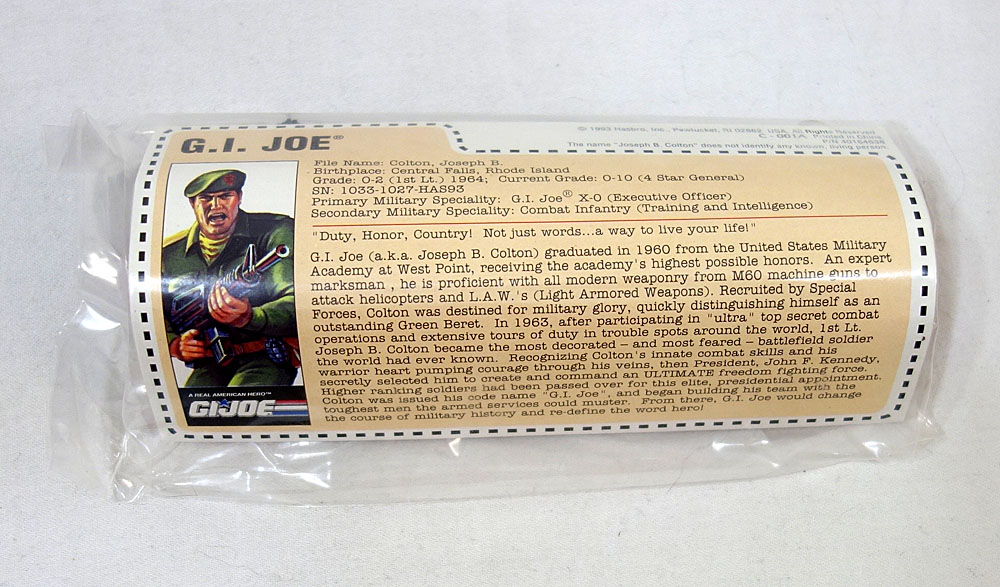 G.I. JOE®
© 1993 Hasbro, Inc., Pawtucket, RI 02862 USA. All Rights Reserved
C-001A Printed in China
P/N 40154838
The name "Joseph B. Colton" does not identify any known, living person.
File Name: Colton, Joseph B.
Birthplace: Central Falls, Rhode Island
Grade: O-2 (1st Lt.) 1964; Current Grade: O-10 (4 Star General)
SN: 1033-1027-HAS93
Primary Military Speciality: G.I. Joe® X-O (Executive Officer)
Secondary Military Speciality: Combat Infantry (Training and Intelligence)
"Duty, Honor, Country! Not just words...a way to live your life!"
G.I. Joe (a.k.a. Joseph B. Colton) graduated in 1960 from the United States Military
Academy at West Point, receiving the academy's highest possible honors. An expert
marksman , he is proficient with all modern weaponry from M60 machine guns to
attack helicopters and L.A.W.'s (Light Armored Weapons). Recruited by Special
Forces, Colton was destined for military glory, quickly distinguishing himself as an
outstanding Green Beret. In 1963, after participating in "ultra" top secret combat
operations and extensive tours of duty in trouble spots around the world, 1st Lt.
Joseph B. Colton became the most decorated – and most feared – battlefield soldier
the world had ever known. Recognizing Colton's innate combat skills and his
warrior heart pumping courage through his veins, then President, John F. Kennedy,
secretly selected him to create and command an ULTIMATE freedom fighting force.
Higher ranking soldiers had been passed over for this elite, presidential appointment.
Colton was issued his code name "G.I. Joe", and began building his team with the
toughest men the armed services could muster. From there, G.I. Joe would change
the course of military history and re-define the word hero!
A REAL AMERICAN HERO™
GI JOE